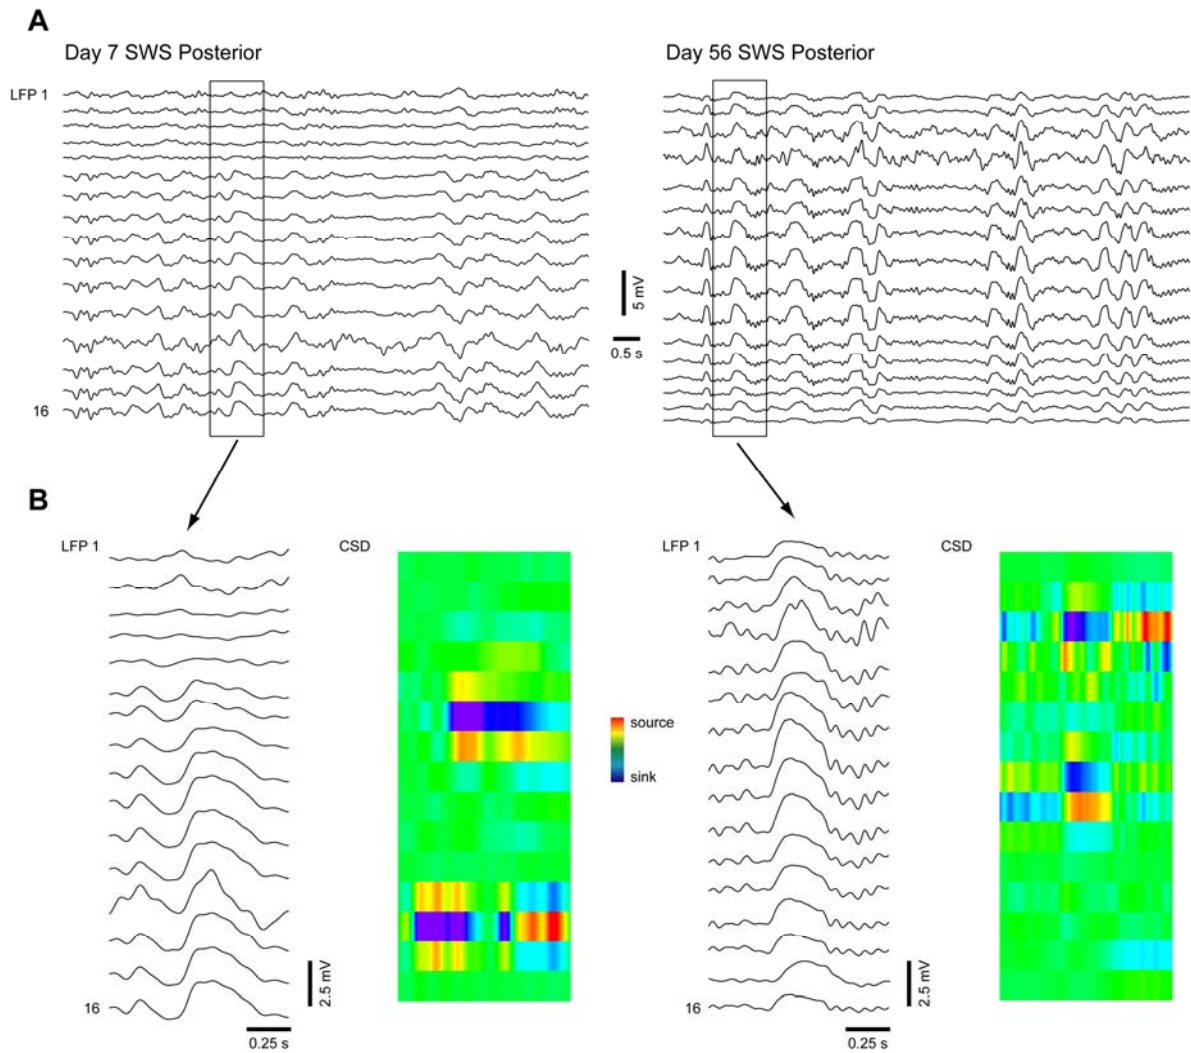 A
Day 7 SWS Posterior
Day 56 SWS Posterior
LFP 1
16
5 mV
0.5 s
B
LFP 1
CSD
LFP 1
CSD
source
sink
16
2.5 mV
0.25 s
16
2.5 mV
0.25 s